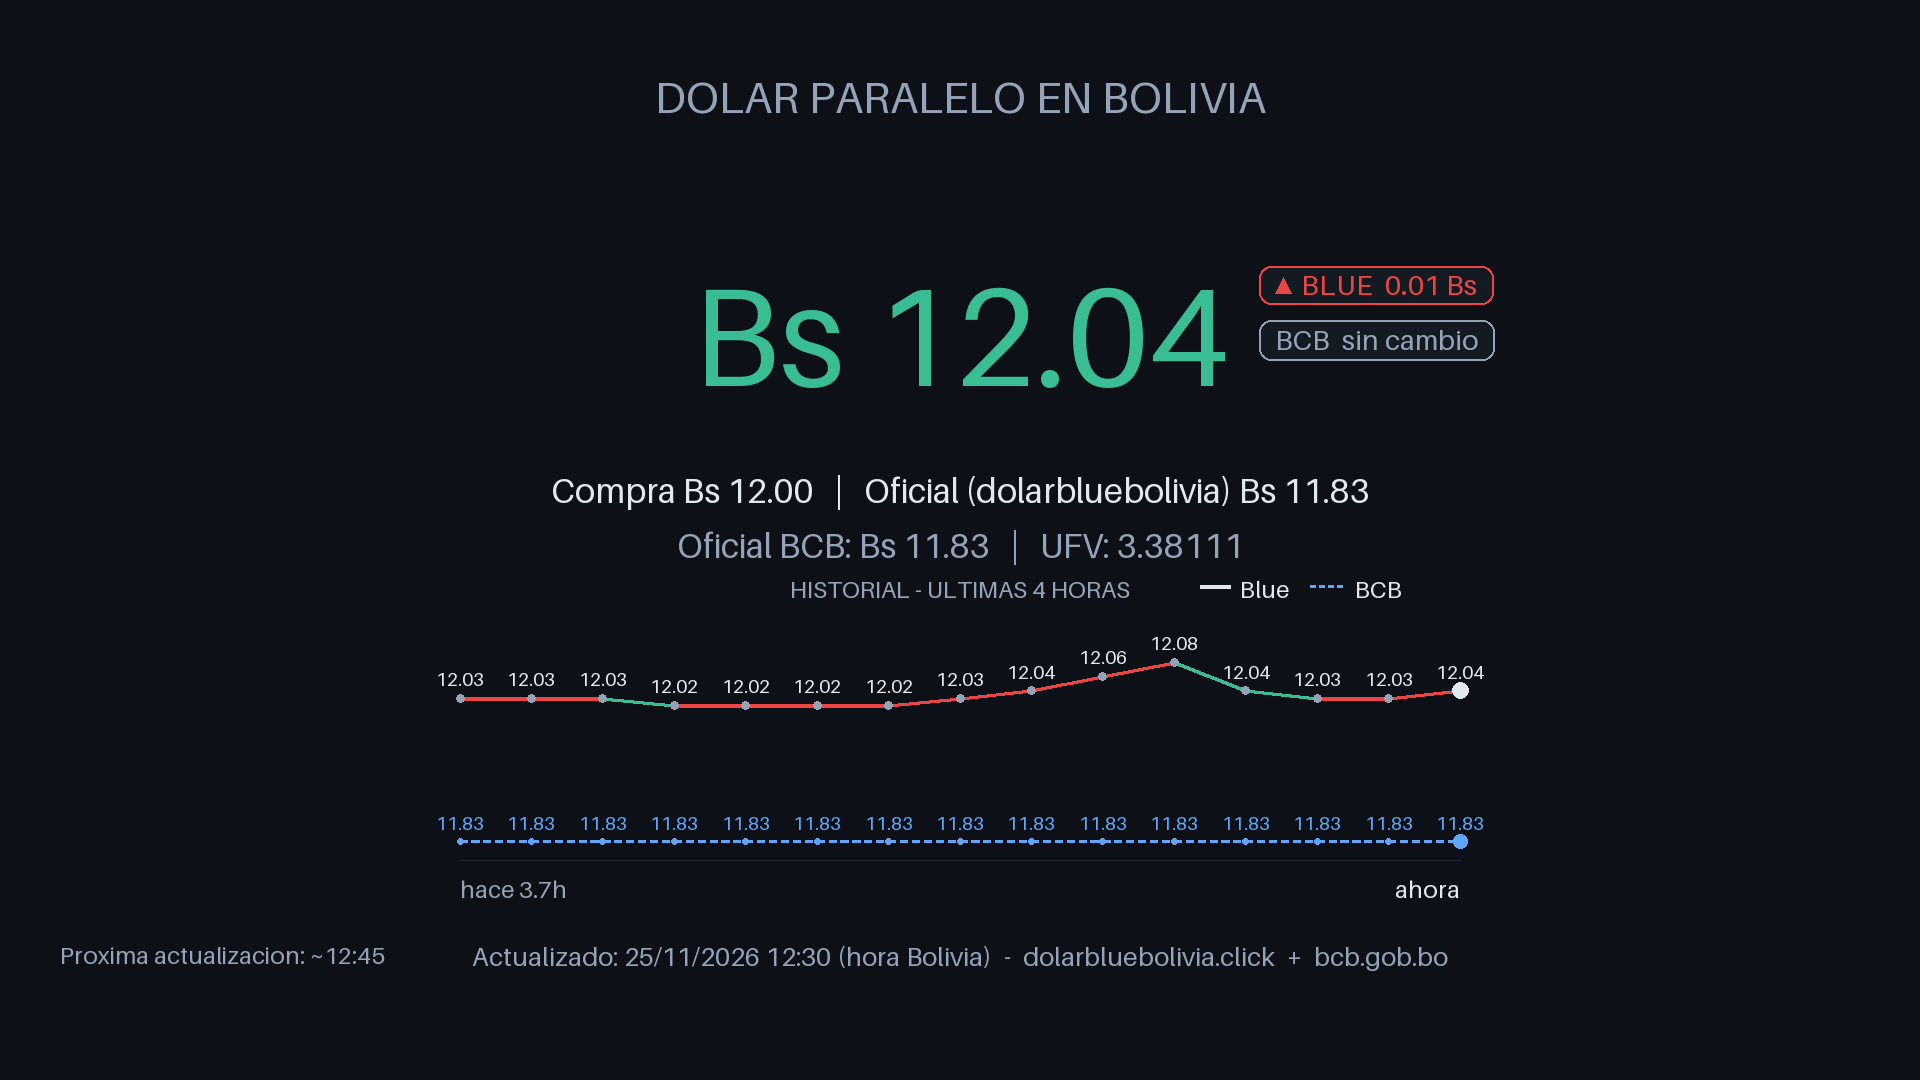 DOLAR PARALELO EN BOLIVIA
Bs 12.04
▲ BLUE 0.01 Bs
BCB sin cambio
Compra Bs 12.00 | Oficial (dolarbluebolivia) Bs 11.83
Oficial BCB: Bs 11.83 | UFV: 3.38111
HISTORIAL - ULTIMAS 4 HORAS Blue BCB
12.03 12.03 12.03 12.02 12.02 12.02 12.02 12.03 12.04 12.06 12.08 12.04 12.03 12.03 12.04
11.83 11.83 11.83 11.83 11.83 11.83 11.83 11.83 11.83 11.83 11.83 11.83 11.83 11.83 11.83
hace 3.7h ahora
Proxima actualizacion: ~12:45 Actualizado: 25/11/2026 12:30 (hora Bolivia) - dolarbluebolivia.click + bcb.gob.bo